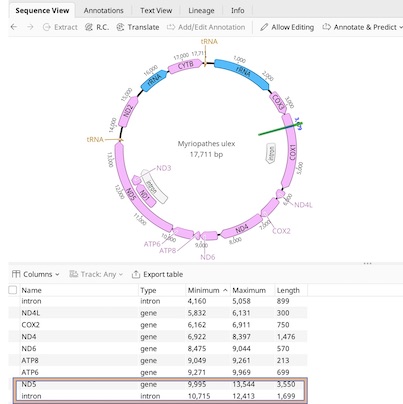 Sequence View Annotations Text View Lineage Info
Extract R.C. Translate Add/Edit Annotation Allow Editing Annotate & Predict
17,000 17,711 tRNA
1,000
CYTB
rRNA
16,000
rRNA
2,000
15,000
COX3
3,000
ND2
14,000
Myriopathes ulex
17,711 bp
tRNA
intron
COX1
13,000
ND3
5,000
intron
ND5
ND1
12,000
ND4L
11,000
7,000
COX2
ND4
10,000
8,000
ATP6
ATP8
9,000
ND6
Columns Track: Any Export table
Name Type Minimum Maximum Length
intron intron 4,160 5,058 899
ND4L gene 5,832 6,131 300
COX2 gene 6,162 6,911 750
ND4 gene 6,922 8,397 1,476
ND6 gene 8,475 9,044 570
ATP8 gene 9,049 9,261 213
ATP6 gene 9,271 9,969 699
ND5 gene 9,995 13,544 3,550
intron intron 10,715 12,413 1,699